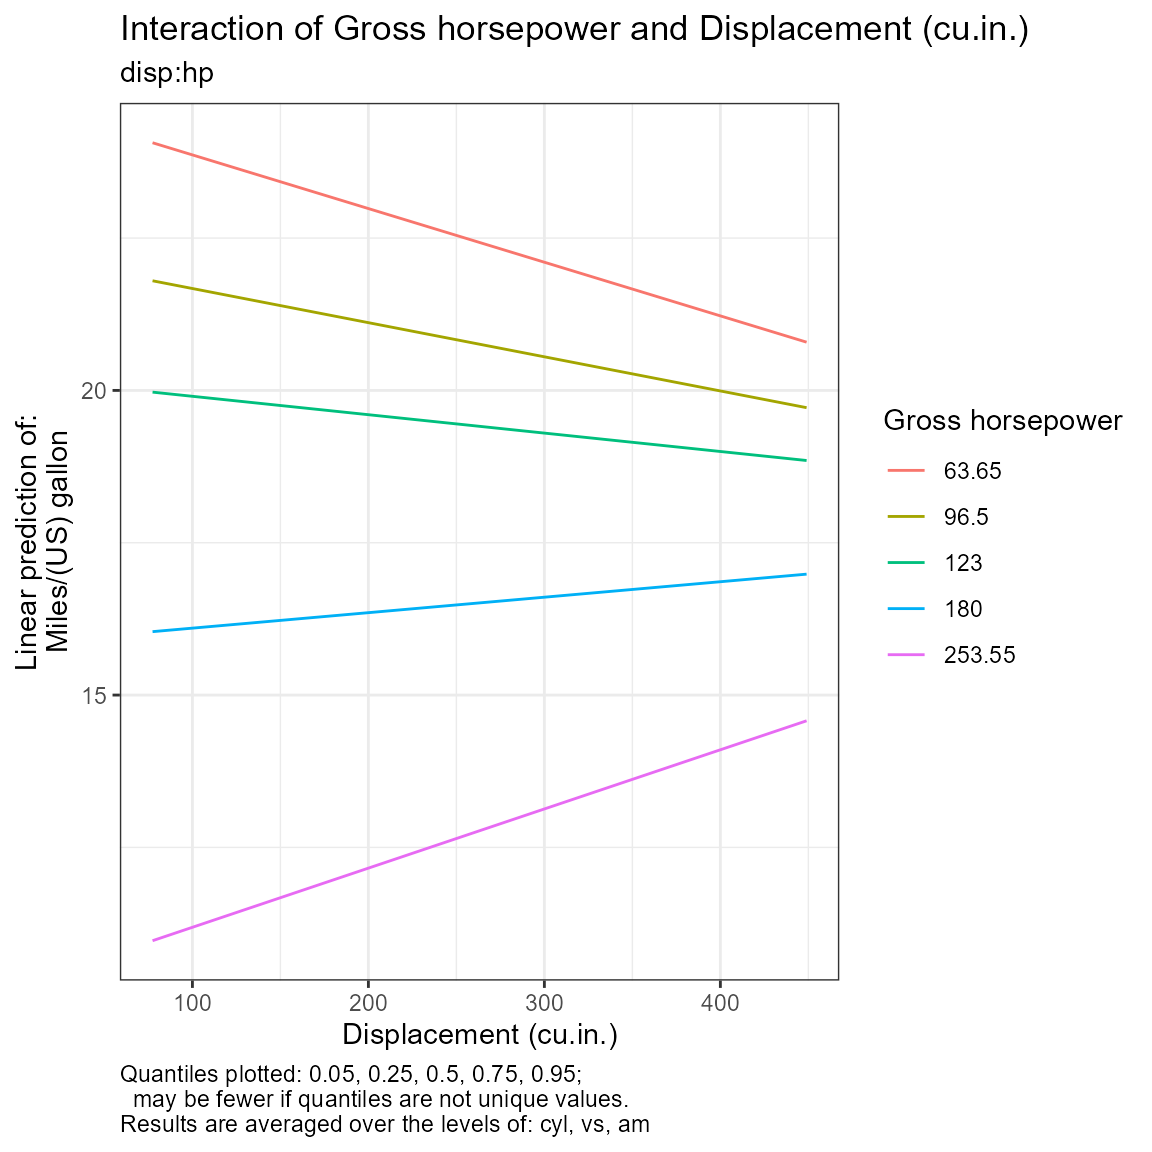 Interaction of Gross horsepower and Displacement (cu.in.)
disp:hp
Linear prediction of:
Miles/(US) gallon
20
15
100
200
300
400
Displacement (cu.in.)
Gross horsepower
63.65
96.5
123
180
253.55
Quantiles plotted: 0.05, 0.25, 0.5, 0.75, 0.95;
may be fewer if quantiles are not unique values.
Results are averaged over the levels of: cyl, vs, am